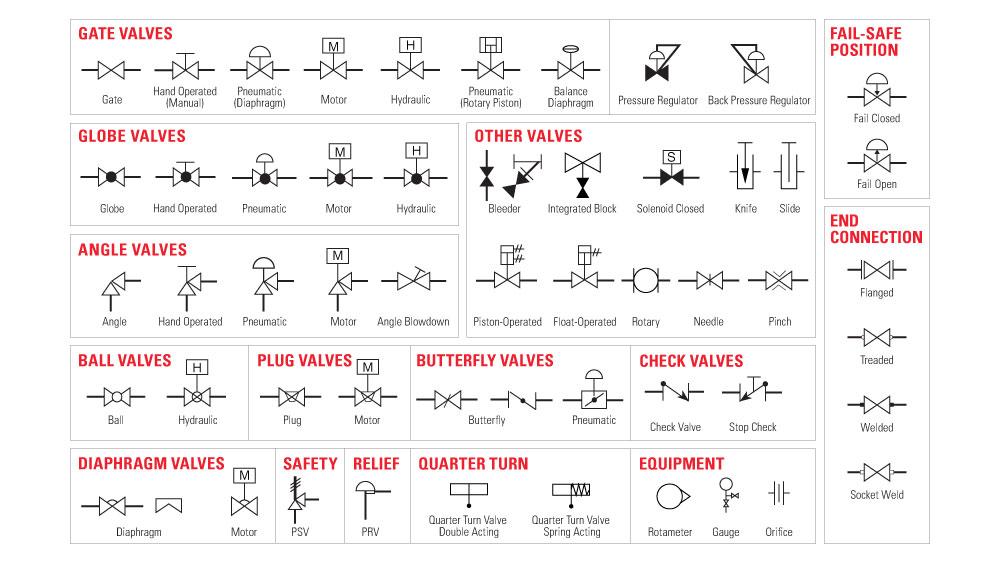 GATE VALVES
M
H
Gate
Hand Operated
(Manual)
Pneumatic
(Diaphragm)
Motor
Hydraulic
Pneumatic
(Rotary Piston)
Balance
Diaphragm
Pressure Regulator
Back Pressure Regulator
FAIL-SAFE
POSITION
Fail Closed
Fail Open
GLOBE VALVES
M
H
Globe
Hand Operated
Pneumatic
Motor
Hydraulic
OTHER VALVES
S
Bleeder
Integrated Block
Solenoid Closed
Knife
Slide
Piston-Operated
Float-Operated
Rotary
Needle
Pinch
ANGLE VALVES
M
Angle
Hand Operated
Pneumatic
Motor
Angle Blowdown
END
CONNECTION
Flanged
Treaded
Welded
Socket Weld
BALL VALVES
H
Ball
Hydraulic
PLUG VALVES
M
Plug
Motor
BUTTERFLY VALVES
Butterfly
Pneumatic
CHECK VALVES
Check Valve
Stop Check
DIAPHRAGM VALVES
M
Diaphragm
Motor
SAFETY
PSV
RELIEF
PRV
QUARTER TURN
Quarter Turn Valve
Double Acting
Quarter Turn Valve
Spring Acting
EQUIPMENT
Rotameter
Gauge
Orifice